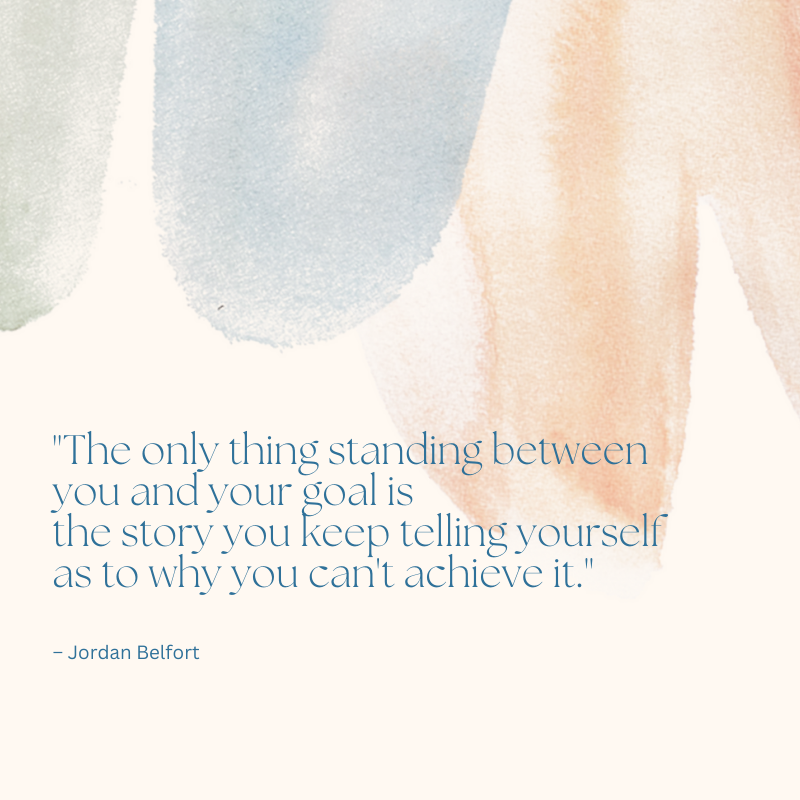 "The only thing standing between
you and your goal is
the story you keep telling yourself
as to why you can't achieve it."
– Jordan Belfort